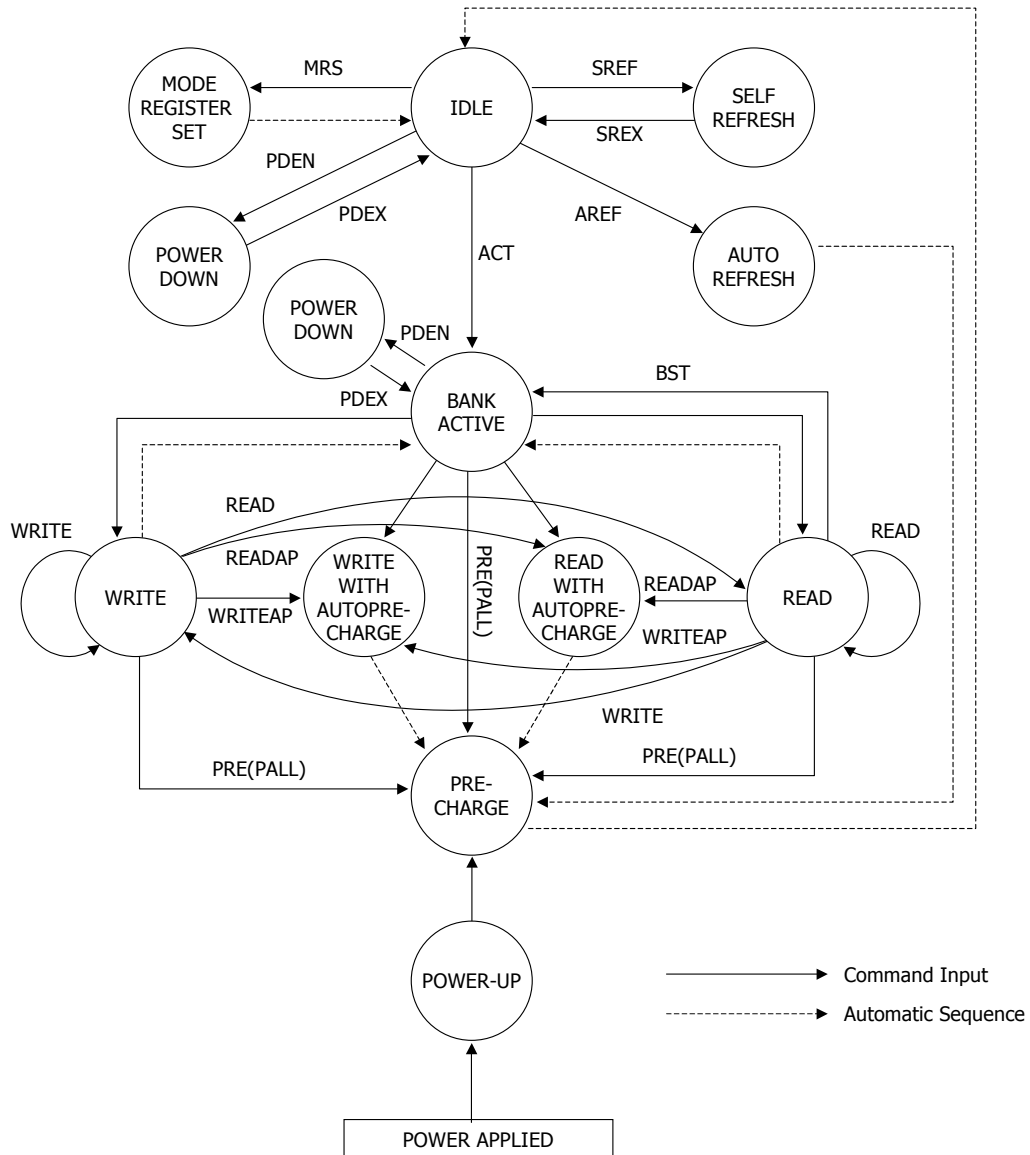 MRS
SREF
MODE
REGISTER
SET
IDLE
SELF
REFRESH
SREX
PDEN
PDEX
AREF
POWER
DOWN
ACT
AUTO
REFRESH
POWER
DOWN
PDEN
BST
PDEX
BANK
ACTIVE
READ
WRITE
READ
READAP
WRITE
WRITE
WITH
AUTOPRE-
CHARGE
PRE(PALL)
READ
WITH
AUTOPRE-
CHARGE
READAP
READ
WRITEAP
WRITEAP
WRITE
PRE(PALL)
PRE(PALL)
PRE-
CHARGE
POWER-UP
Command Input
Automatic Sequence
POWER APPLIED